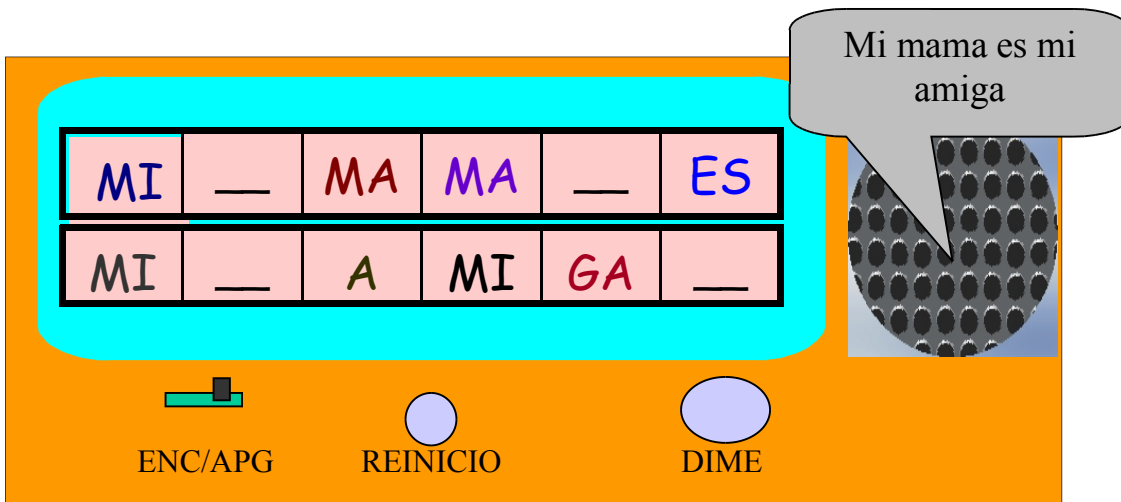 Mi mama es mi
amiga
MI __ MA MA __ ES
MI __ A MI GA __
ENC/APG REINICIO DIME